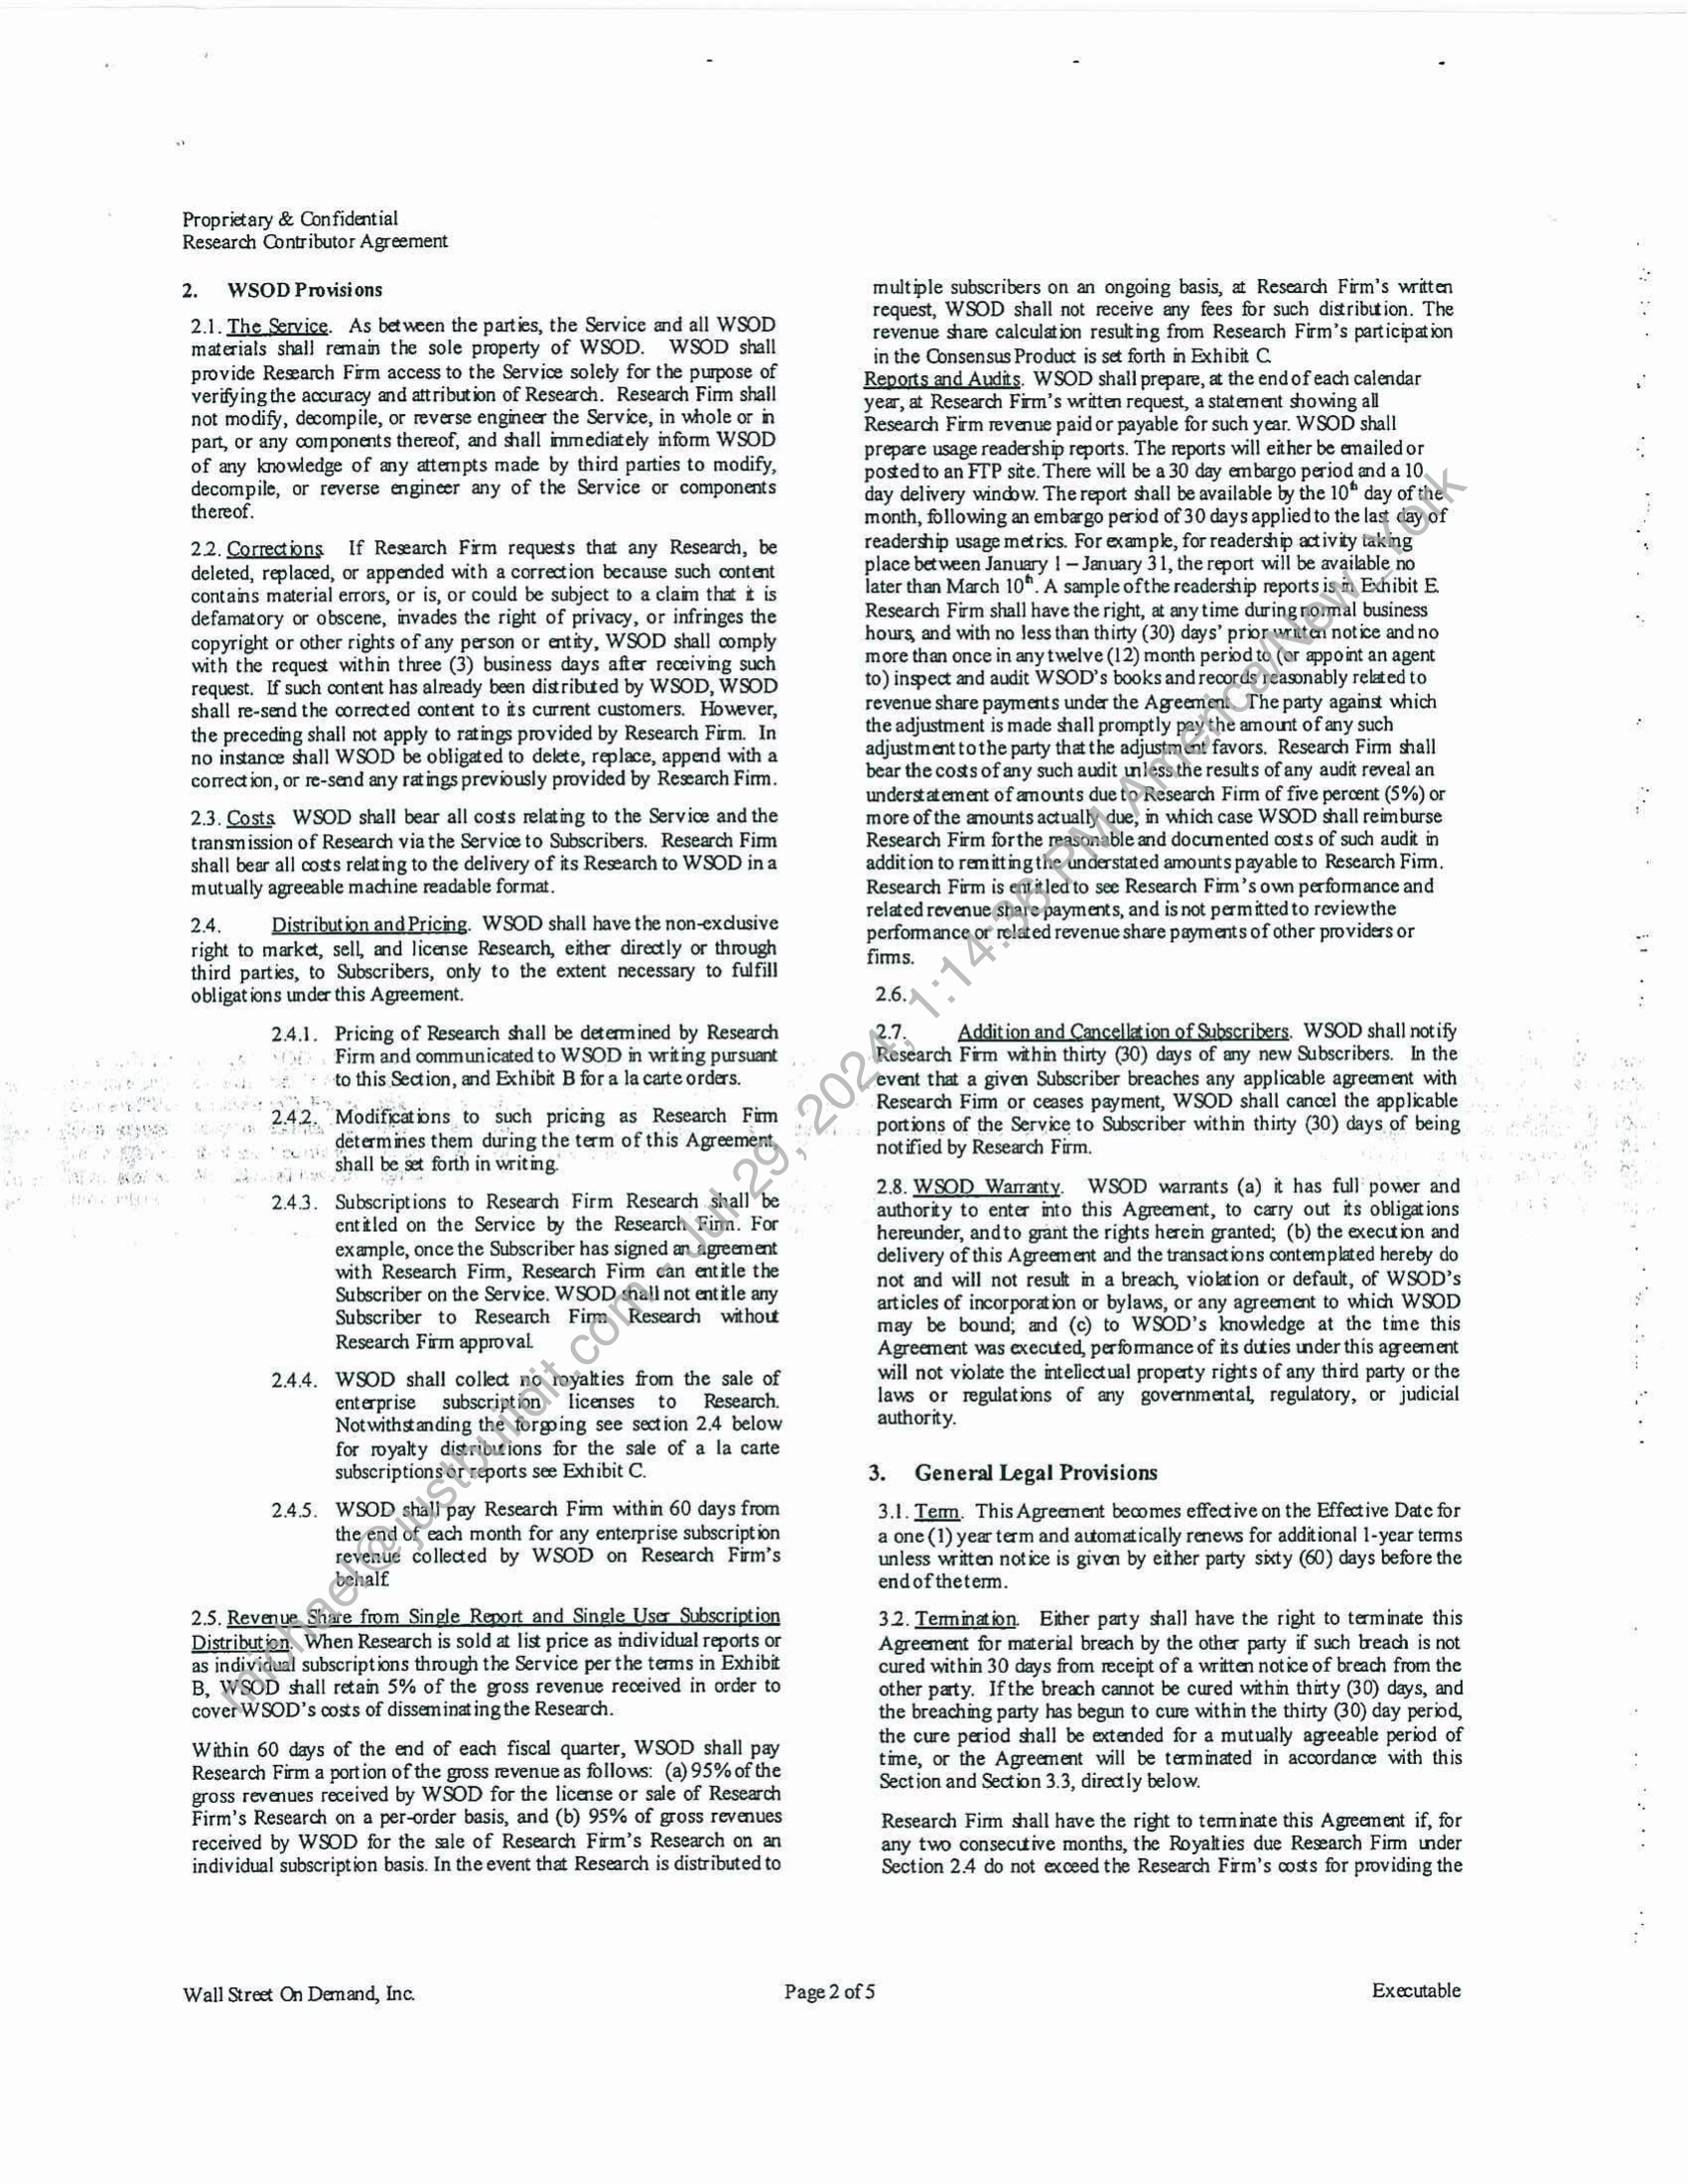 Proprietary & Confidential
Research Contributor Agreement
2. WSOD Provisions
2.1. The Service. As between the parties, the Service and all WSOD
materials shall remain the sole property of WSOD. WSOD shall
provide Research Firm access to the Service solely for the purpose of
verifying the accuracy and attribution of Research. Research Firm shall
not modify, decompile, or reverse engineer the Service, in whole or in
part, or any components thereof, and shall immediately inform WSOD
of any knowledge of any attempts made by third parties to modify,
decompile, or reverse engineer any of the Service or components
thereof.
2.2. Corrections. If Research Firm requests that any Research, be
deleted, replaced, or appended with a correction because such content
contains material errors, or is, or could be subject to a claim that it is
defamatory or obscene, invades the right of privacy, or infringes the
copyright or other rights of any person or entity, WSOD shall comply
with the request within three (3) business days after receiving such
request. If such content has already been distributed by WSOD, WSOD
shall re-send the corrected content to its current customers. However,
the preceding shall not apply to ratings provided by Research Firm. In
no instance shall WSOD be obligated to delete, replace, append with a
correction, or re-send any ratings previously provided by Research Firm.
2.3. Costs. WSOD shall bear all costs relating to the Service and the
transmission of Research via the Service to Subscribers. Research Firm
shall bear all costs relating to the delivery of its Research to WSOD in a
mutually agreeable machine readable format.
2.4. Distribution and Pricing. WSOD shall have the non-exclusive
right to market, sell, and license Research, either directly or through
third parties, to Subscribers, only to the extent necessary to fulfill
obligations under this Agreement.
2.4.1. Pricing of Research shall be determined by Research
Firm and communicated to WSOD in writing pursuant
to this Section, and Exhibit B for a la carte orders.
2.4.2. Modifications to such pricing as Research Firm
determines them during the term of this Agreement
shall be set forth in writing.
2.4.3. Subscriptions to Research Firm Research shall be
entitled on the Service by the Research Firm. For
example, once the Subscriber has signed an agreement
with Research Firm, Research Firm can entitle the
Subscriber on the Service. WSOD shall not entitle any
Subscriber to Research Firm Research without
Research Firm approval.
2.4.4. WSOD shall collect no royalties from the sale of
enterprise subscription licenses to Research.
Notwithstanding the forgoing see section 2.4 below
for royalty distributions for the sale of a la carte
subscriptions or reports see Exhibit C.
2.4.5. WSOD shall pay Research Firm within 60 days from
the end of each month for any enterprise subscription
revenue collected by WSOD on Research Firm's
behalf.
2.5. Revenue Share from Single Report and Single User Subscription
Distribution. When Research is sold at list price as individual reports or
as individual subscriptions through the Service per the terms in Exhibit
B, WSOD shall retain 5% of the gross revenue received in order to
cover WSOD's costs of disseminating the Research.
Within 60 days of the end of each fiscal quarter, WSOD shall pay
Research Firm a portion of the gross revenue as follows: (a) 95% of the
gross revenues received by WSOD for the license or sale of Research
Firm's Research on a per-order basis, and (b) 95% of gross revenues
received by WSOD for the sale of Research Firm's Research on an
individual subscription basis. In the event that Research is distributed to
multiple subscribers on an ongoing basis, at Research Firm's written
request, WSOD shall not receive any fees for such distribution. The
revenue share calculation resulting from Research Firm's participation
in the Consensus Product is set forth in Exhibit C.
Reports and Audits. WSOD shall prepare, at the end of each calendar
year, at Research Firm's written request, a statement showing all
Research Firm revenue paid or payable for such year. WSOD shall
prepare usage readership reports. The reports will either be emailed or
posted to an FTP site. There will be a 30 day embargo period and a 10
day delivery window. The report shall be available by the 10th day of the
month, following an embargo period of 30 days applied to the last day of
readership usage metrics. For example, for readership activity taking
place between January 1 – January 31, the report will be available no
later than March 10th. A sample of the readership reports is in Exhibit E.
Research Firm shall have the right, at any time during normal business
hours, and with no less than thirty (30) days' prior written notice and no
more than once in any twelve (12) month period to (or appoint an agent
to) inspect and audit WSOD's books and records reasonably related to
revenue share payments under the Agreement. The party against which
the adjustment is made shall promptly pay the amount of any such
adjustment to the party that the adjustment favors. Research Firm shall
bear the costs of any such audit unless the results of any audit reveal an
understatement of amounts due to Research Firm of five percent (5%) or
more of the amounts actually due, in which case WSOD shall reimburse
Research Firm for the reasonable and documented costs of such audit in
addition to remitting the understated amounts payable to Research Firm.
Research Firm is entitled to see Research Firm's own performance and
related revenue share payments, and is not permitted to review the
performance or related revenue share payments of other providers or
firms.
2.6.
2.7. Addition and Cancellation of Subscribers. WSOD shall notify
Research Firm within thirty (30) days of any new Subscribers. In the
event that a given Subscriber breaches any applicable agreement with
Research Firm or ceases payment, WSOD shall cancel the applicable
portions of the Service to Subscriber within thirty (30) days of being
notified by Research Firm.
2.8. WSOD Warranty. WSOD warrants (a) it has full power and
authority to enter into this Agreement, to carry out its obligations
hereunder, and to grant the rights herein granted; (b) the execution and
delivery of this Agreement and the transactions contemplated hereby do
not and will not result in a breach, violation or default, of WSOD's
articles of incorporation or bylaws, or any agreement to which WSOD
may be bound; and (c) to WSOD's knowledge at the time this
Agreement was executed, performance of its duties under this agreement
will not violate the intellectual property rights of any third party or the
laws or regulations of any governmental, regulatory, or judicial
authority.
3. General Legal Provisions
3.1. Term. This Agreement becomes effective on the Effective Date for
a one (1) year term and automatically renews for additional 1-year terms
unless written notice is given by either party sixty (60) days before the
end of the term.
3.2. Termination. Either party shall have the right to terminate this
Agreement for material breach by the other party if such breach is not
cured within 30 days from receipt of a written notice of breach from the
other party. If the breach cannot be cured within thirty (30) days, and
the breaching party has begun to cure within the thirty (30) day period,
the cure period shall be extended for a mutually agreeable period of
time, or the Agreement will be terminated in accordance with this
Section and Section 3.3, directly below.
Research Firm shall have the right to terminate this Agreement if, for
any two consecutive months, the Royalties due Research Firm under
Section 2.4 do not exceed the Research Firm's costs for providing the
Wall Street On Demand, Inc.
Page 2 of 5
Executable
michael@justbuildit.com - Jul 29, 2024, 1:14:36 PM America/New_York